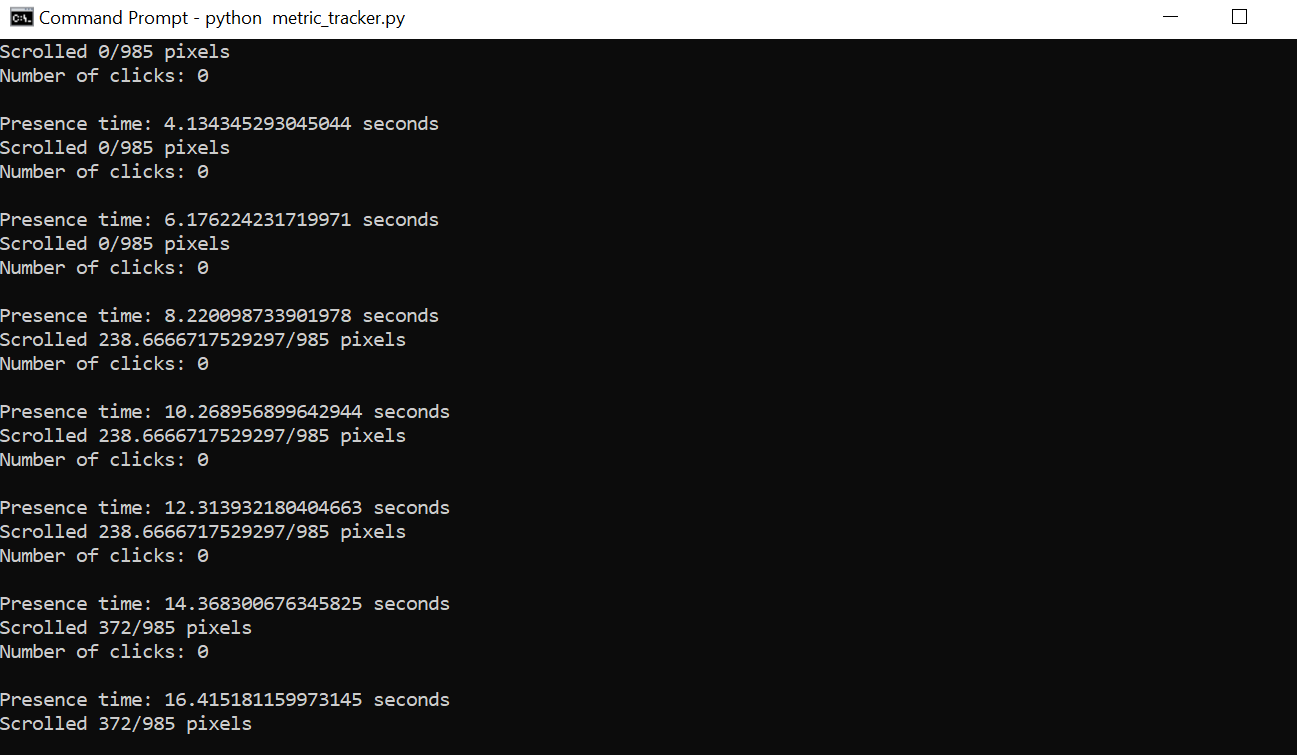 Command Prompt - python  metric_tracker.py
Scrolled 0/985 pixels
Number of clicks: 0
Presence time: 4.134345293045044 seconds
Scrolled 0/985 pixels
Number of clicks: 0
Presence time: 6.176224231719971 seconds
Scrolled 0/985 pixels
Number of clicks: 0
Presence time: 8.220098733901978 seconds
Scrolled 238.6666717529297/985 pixels
Number of clicks: 0
Presence time: 10.268956899642944 seconds
Scrolled 238.6666717529297/985 pixels
Number of clicks: 0
Presence time: 12.313932180404663 seconds
Scrolled 238.6666717529297/985 pixels
Number of clicks: 0
Presence time: 14.368300676345825 seconds
Scrolled 372/985 pixels
Number of clicks: 0
Presence time: 16.415181159973145 seconds
Scrolled 372/985 pixels